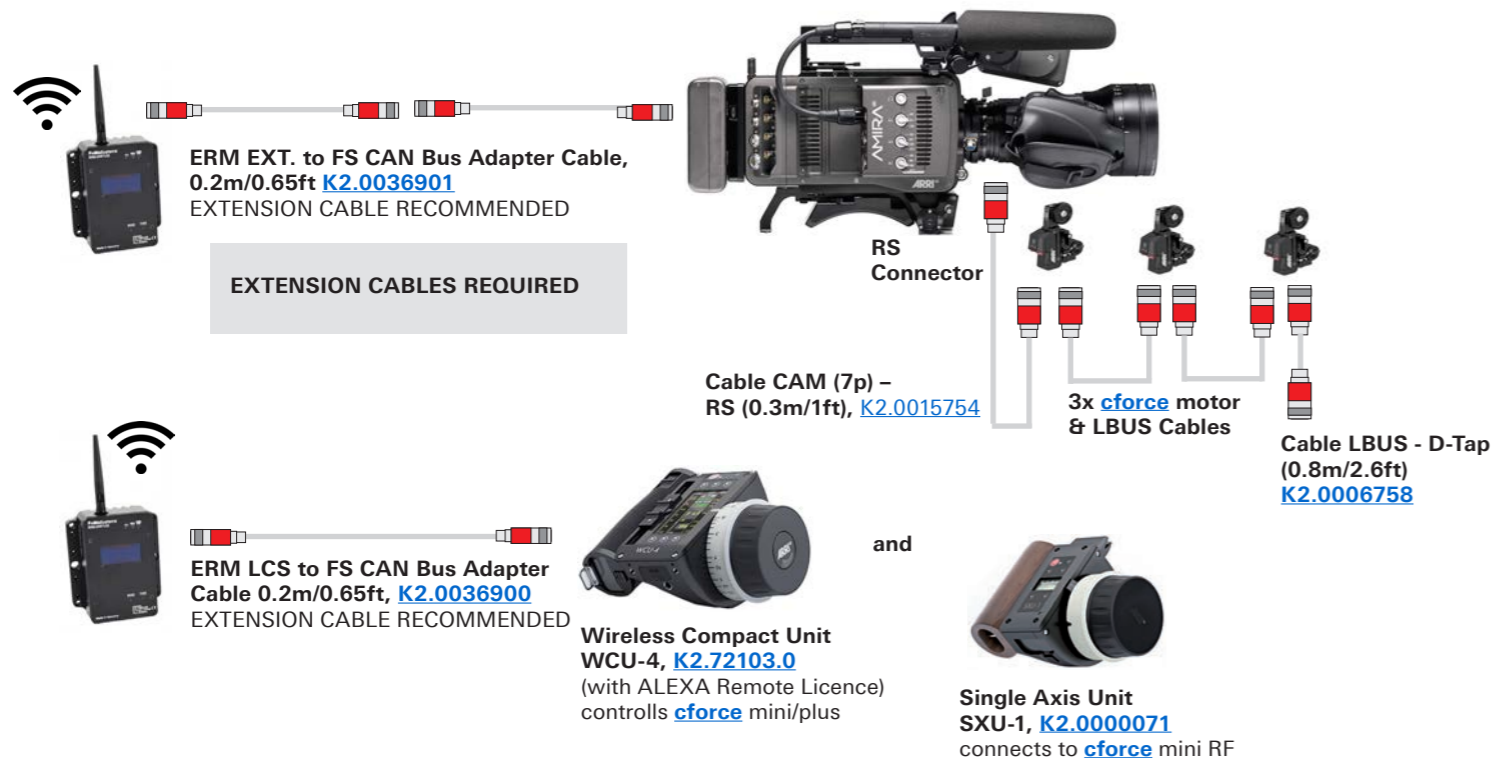 AMIRA
ARRI
ERM EXT. to FS CAN Bus Adapter Cable,
0.2m/0.65ft K2.0036901
EXTENSION CABLE RECOMMENDED
EXTENSION CABLES REQUIRED
RS
Connector
Cable CAM (7p) –
RS (0.3m/1ft), K2.0015754
3x cforce motor
& LBUS Cables
Cable LBUS - D-Tap
(0.8m/2.6ft)
K2.0006758
ERM LCS to FS CAN Bus Adapter
Cable 0.2m/0.65ft, K2.0036900
EXTENSION CABLE RECOMMENDED
WCU-4
ARRI
and
Wireless Compact Unit
WCU-4, K2.72103.0
(with ALEXA Remote Licence)
controlls cforce mini/plus
Single Axis Unit
SXU-1, K2.0000071
connects to cforce mini RF